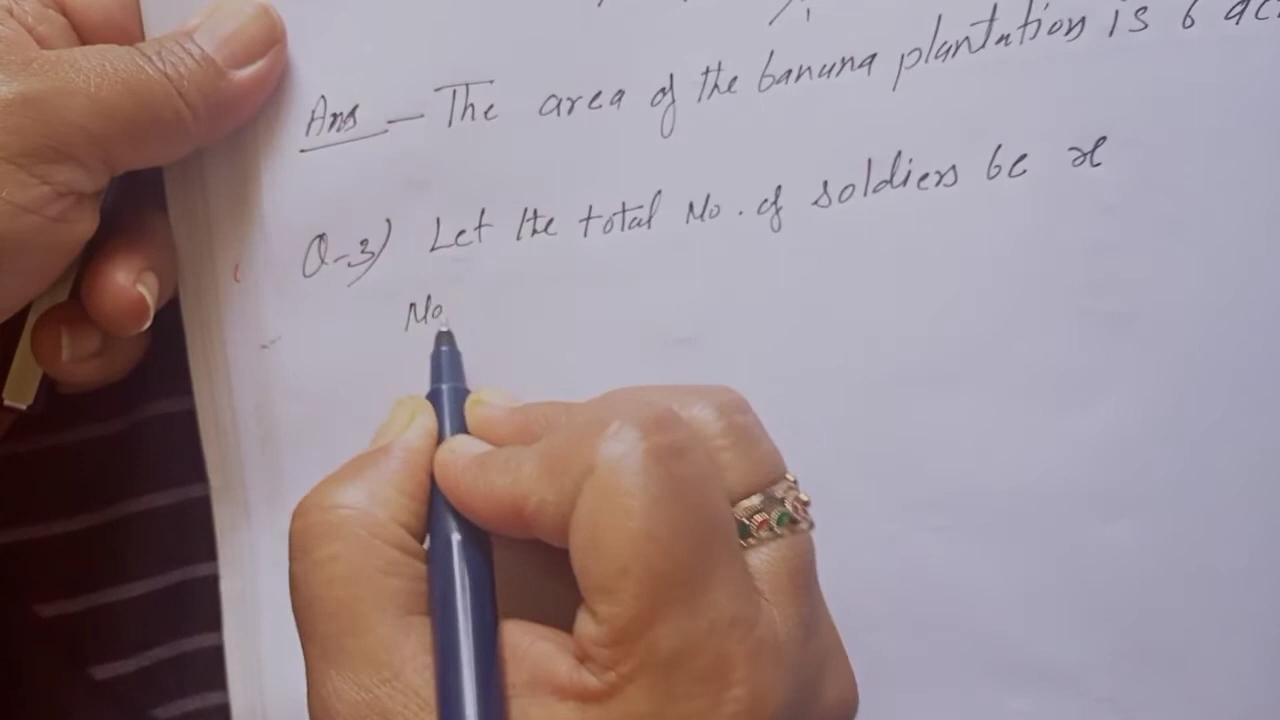 Ans - The area of the banana plantation is 6
Q-3) Let the total No. of soldiers be x
No